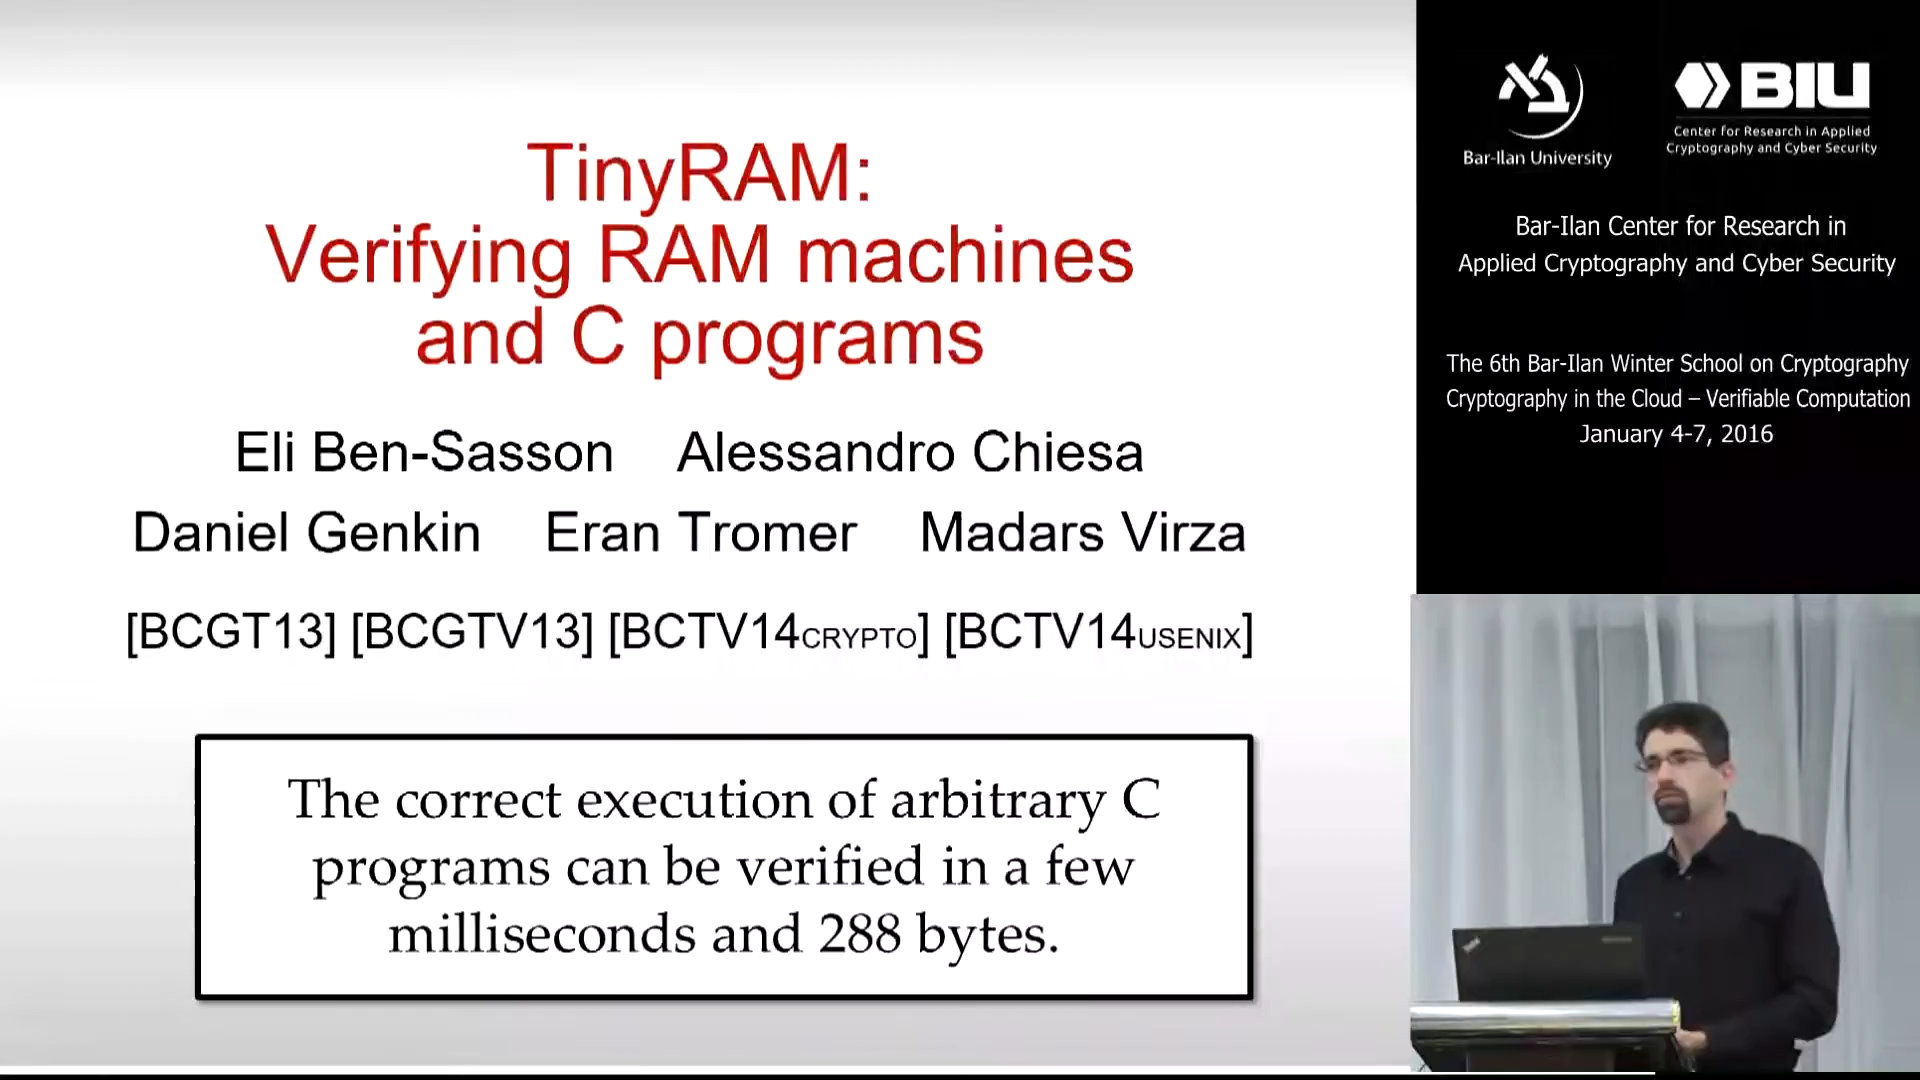 TinyRAM:
Verifying RAM machines
and C programs
Eli Ben-Sasson Alessandro Chiesa
Daniel Genkin Eran Tromer Madars Virza
[BCGT13] [BCGTV13] [BCTV14CRYPTO] [BCTV14USENIX]
The correct execution of arbitrary C
programs can be verified in a few
milliseconds and 288 bytes.
Bar-Ilan University
BIU
Center for Research in Applied
Cryptography and Cyber Security
Bar-Ilan Center for Research in
Applied Cryptography and Cyber Security
The 6th Bar-Ilan Winter School on Cryptography
Cryptography in the Cloud – Verifiable Computation
January 4-7, 2016